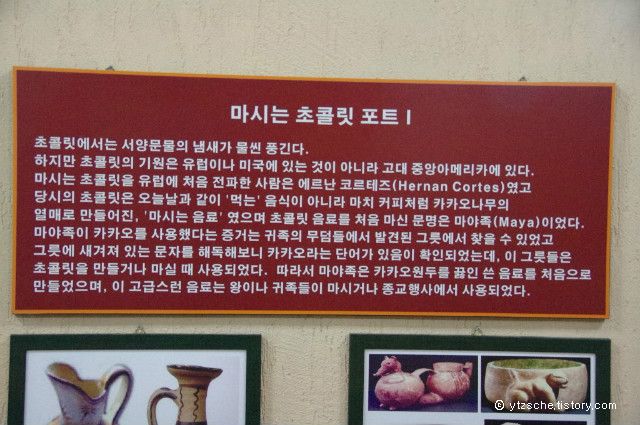 마시는 초콜릿 포트 I
초콜릿에서는 서양문물의 냄새가 물씬 풍긴다.
하지만 초콜릿의 기원은 유럽이나 미국에 있는 것이 아니라 고대 중앙아메리카에 있다.
마시는 초콜릿을 유럽에 처음 전파한 사람은 에르난 코르테즈(Hernan Cortes)였고
당시의 초콜릿은 오늘날과 같이 '먹는' 음식이 아니라 마치 커피처럼 카카오나무의
열매로 만들어진, '마시는 음료' 였으며 초콜릿 음료를 처음 마신 문명은 마야족(Maya)이었다.
마야족이 카카오를 사용했다는 증거는 귀족의 무덤들에서 발견된 그릇에서 찾을 수 있었고
그릇에 새겨져 있는 문자를 해독해보니 카카오라는 단어가 있음이 확인되었는데, 이 그릇들은
초콜릿을 만들거나 마실 때 사용되었다. 따라서 마야족은 카카오원두를 끓인 쓴 음료를 처음으로
만들었으며, 이 고급스런 음료는 왕이나 귀족들이 마시거나 종교행사에서 사용되었다.
© ytzsche.tistory.com